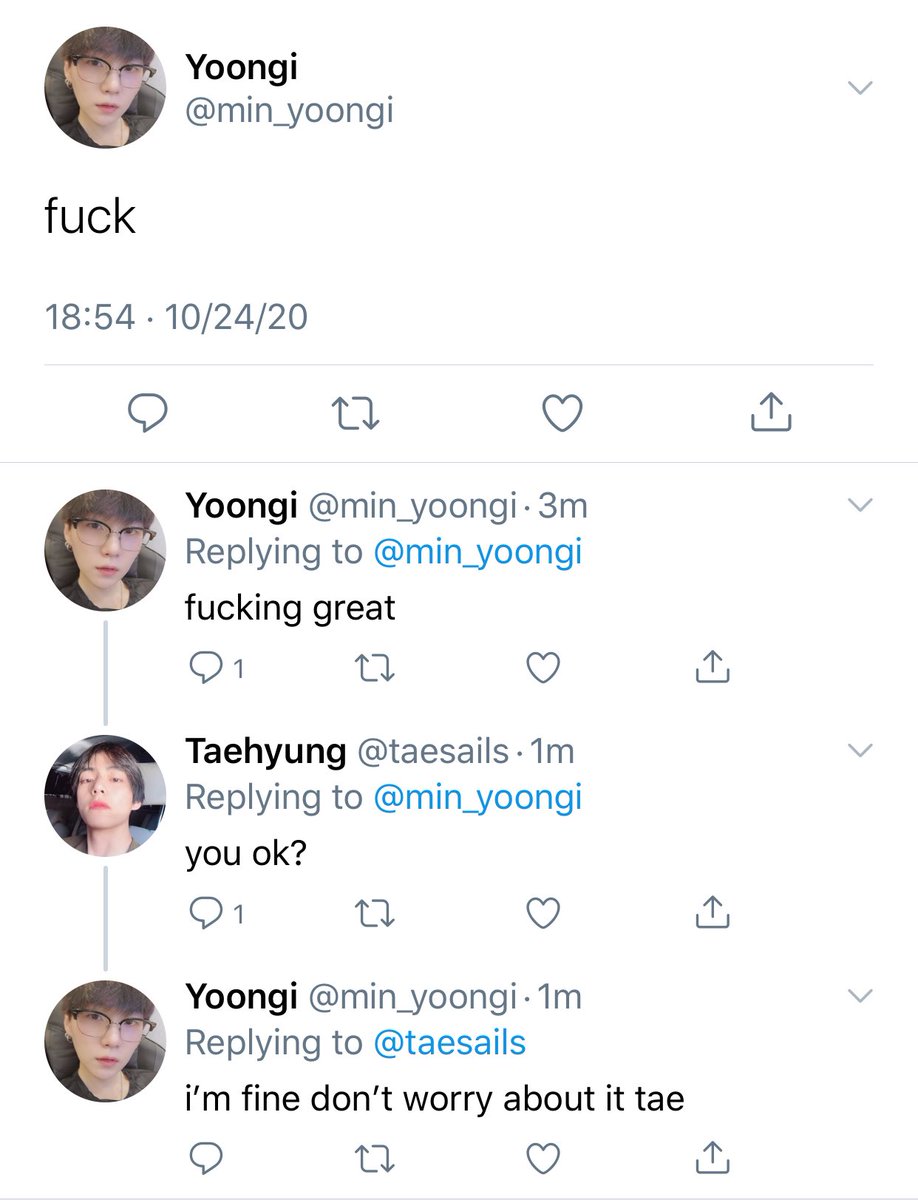 Yoongi
@min_yoongi
fuck
18:54 · 10/24/20
Yoongi @min_yoongi · 3m
Replying to @min_yoongi
fucking great
1
Taehyung @taesails · 1m
Replying to @min_yoongi
you ok?
1
Yoongi @min_yoongi · 1m
Replying to @taesails
i’m fine don’t worry about it tae